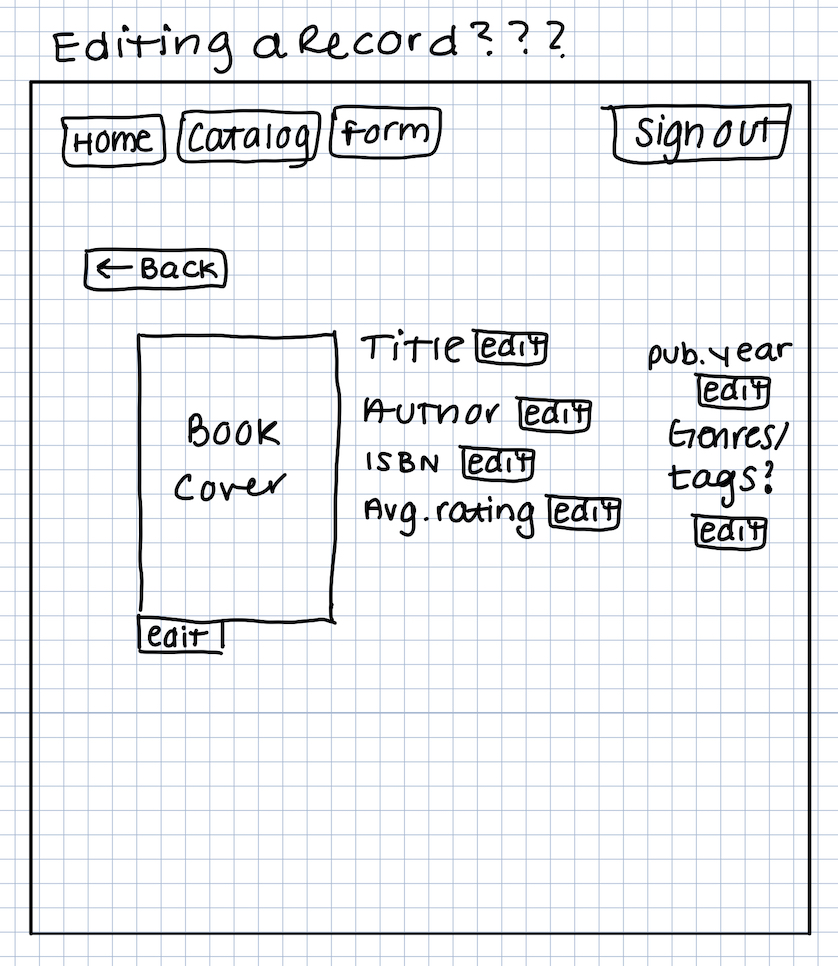 Editing a Record???
Home Catalog form Sign out
← Back
Title edit
Author edit
ISBN edit
Avg. rating edit
pub. year
edit
Genres/
tags?
edit
Book
Cover
edit